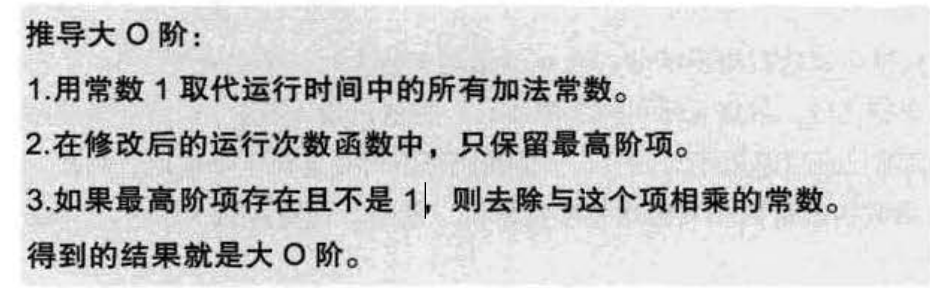 推导大 O 阶：
1.用常数 1 取代运行时间中的所有加法常数。
2.在修改后的运行次数函数中，只保留最高阶项。
3.如果最高阶项存在且不是 1，则去除与这个项相乘的常数。
得到的结果就是大 O 阶。